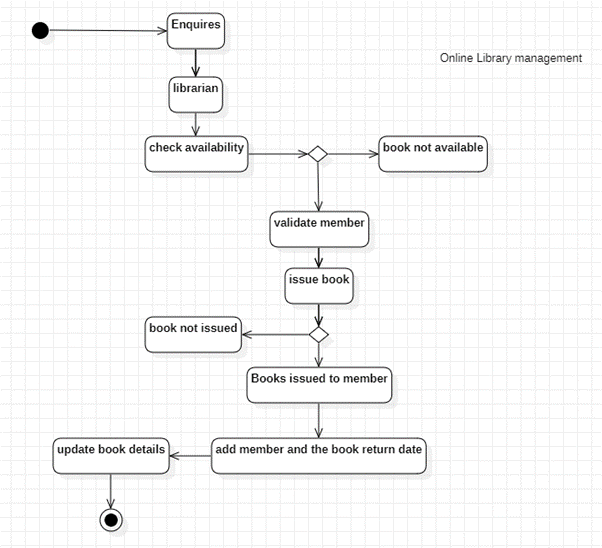 Enquires
Online Library management
librarian
check availability
book not available
validate member
issue book
book not issued
Books issued to member
update book details
add member and the book return date